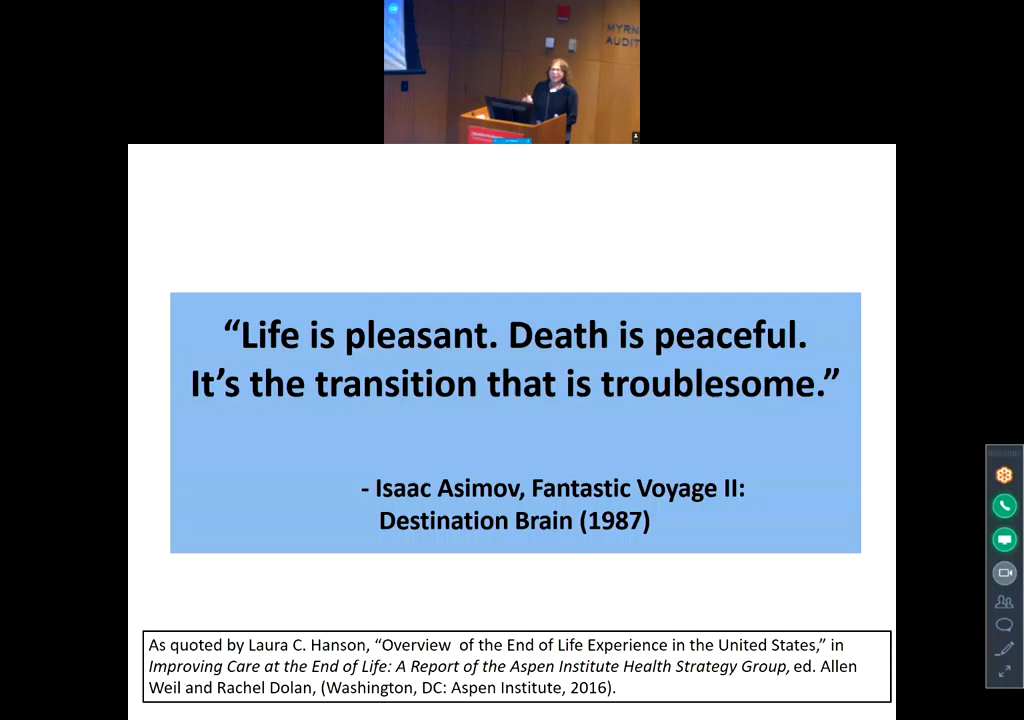 MYRN
AUDIT
“Life is pleasant. Death is peaceful.
It’s the transition that is troublesome.”
- Isaac Asimov, Fantastic Voyage II:
Destination Brain (1987)
As quoted by Laura C. Hanson, “Overview of the End of Life Experience in the United States,” in
Improving Care at the End of Life: A Report of the Aspen Institute Health Strategy Group, ed. Allen
Weil and Rachel Dolan, (Washington, DC: Aspen Institute, 2016).